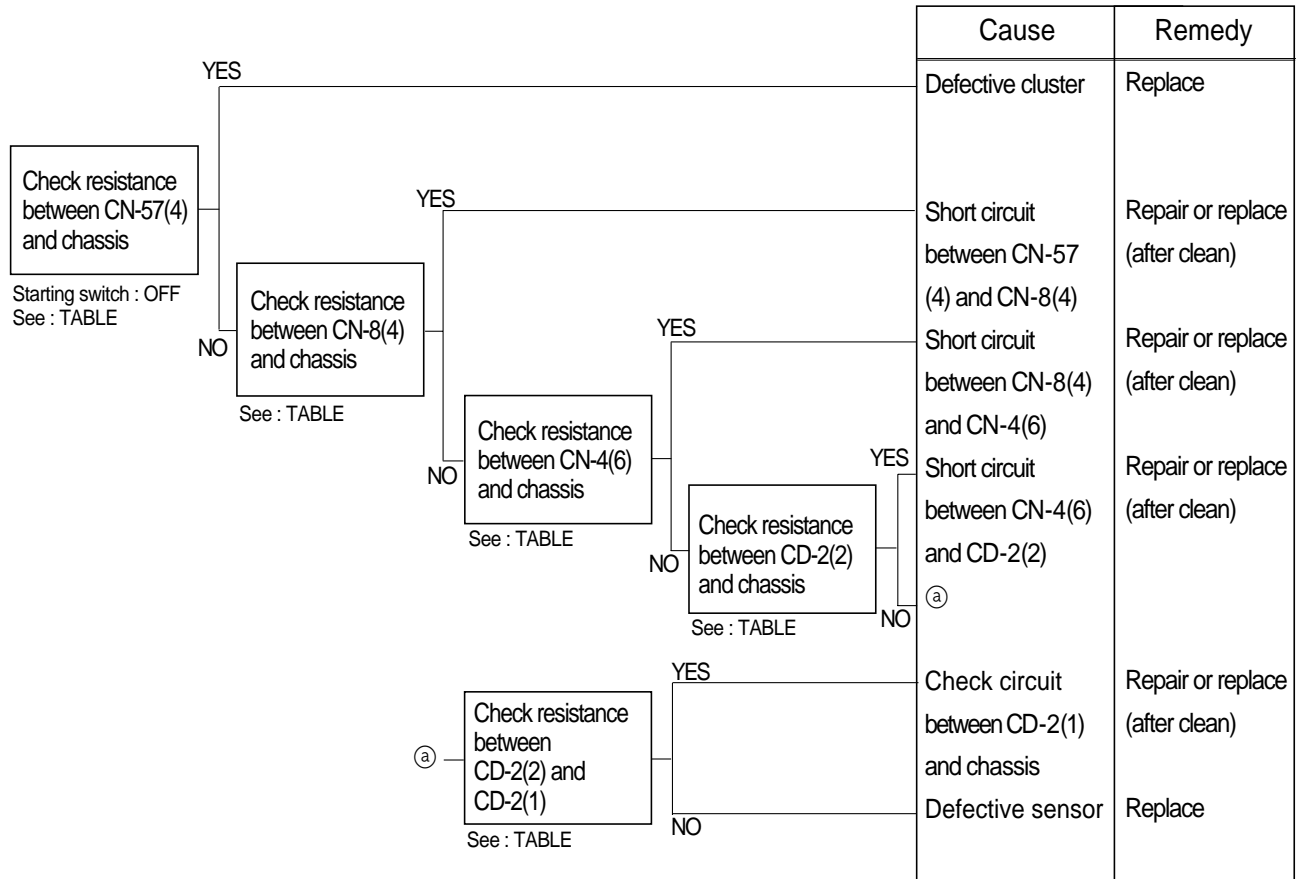 Cause
Remedy
YES
Defective cluster
Replace
Check resistance
between CN-57(4)
and chassis
Starting switch : OFF
See : TABLE
NO
YES
Short circuit
between CN-57
(4) and CN-8(4)
Repair or replace
(after clean)
Check resistance
between CN-8(4)
and chassis
See : TABLE
NO
YES
Short circuit
between CN-8(4)
and CN-4(6)
Repair or replace
(after clean)
Check resistance
between CN-4(6)
and chassis
See : TABLE
NO
YES
Short circuit
between CN-4(6)
and CD-2(2)
Repair or replace
(after clean)
Check resistance
between CD-2(2)
and chassis
See : TABLE
NO
ⓐ
ⓐ
Check resistance
between
CD-2(2) and
CD-2(1)
See : TABLE
YES
Check circuit
between CD-2(1)
and chassis
Repair or replace
(after clean)
NO
Defective sensor
Replace